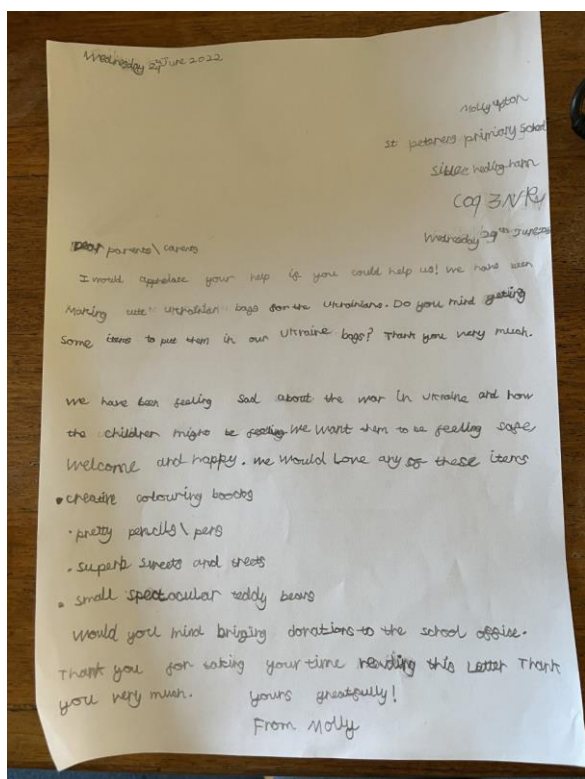 Wednesday 29th June 2022
Molly upton
st peterers primary School
Sible hedingham
CO9 3NR
Wednesday 29th June
Dear parents\carents
I would appreciate your help if you could help us! We have been
making cute ukrainian bags for the ukrainians. Do you mind getting
some items to put them in our Ukraine bags? Thank you very much.
We have been feeling sad about the war in ukraine and how
the children might be feeling we want them to be feeling safe
welcome and happy. we would love any of these items
• creative colouring boocks
• pretty pencils\pens
• superb sweets and treets
• small spectacular teddy bears
Would you mind bringing donations to the school office.
Thank you for taking your time reading this Letter Thank
you very much. yours greatfully!
From Molly